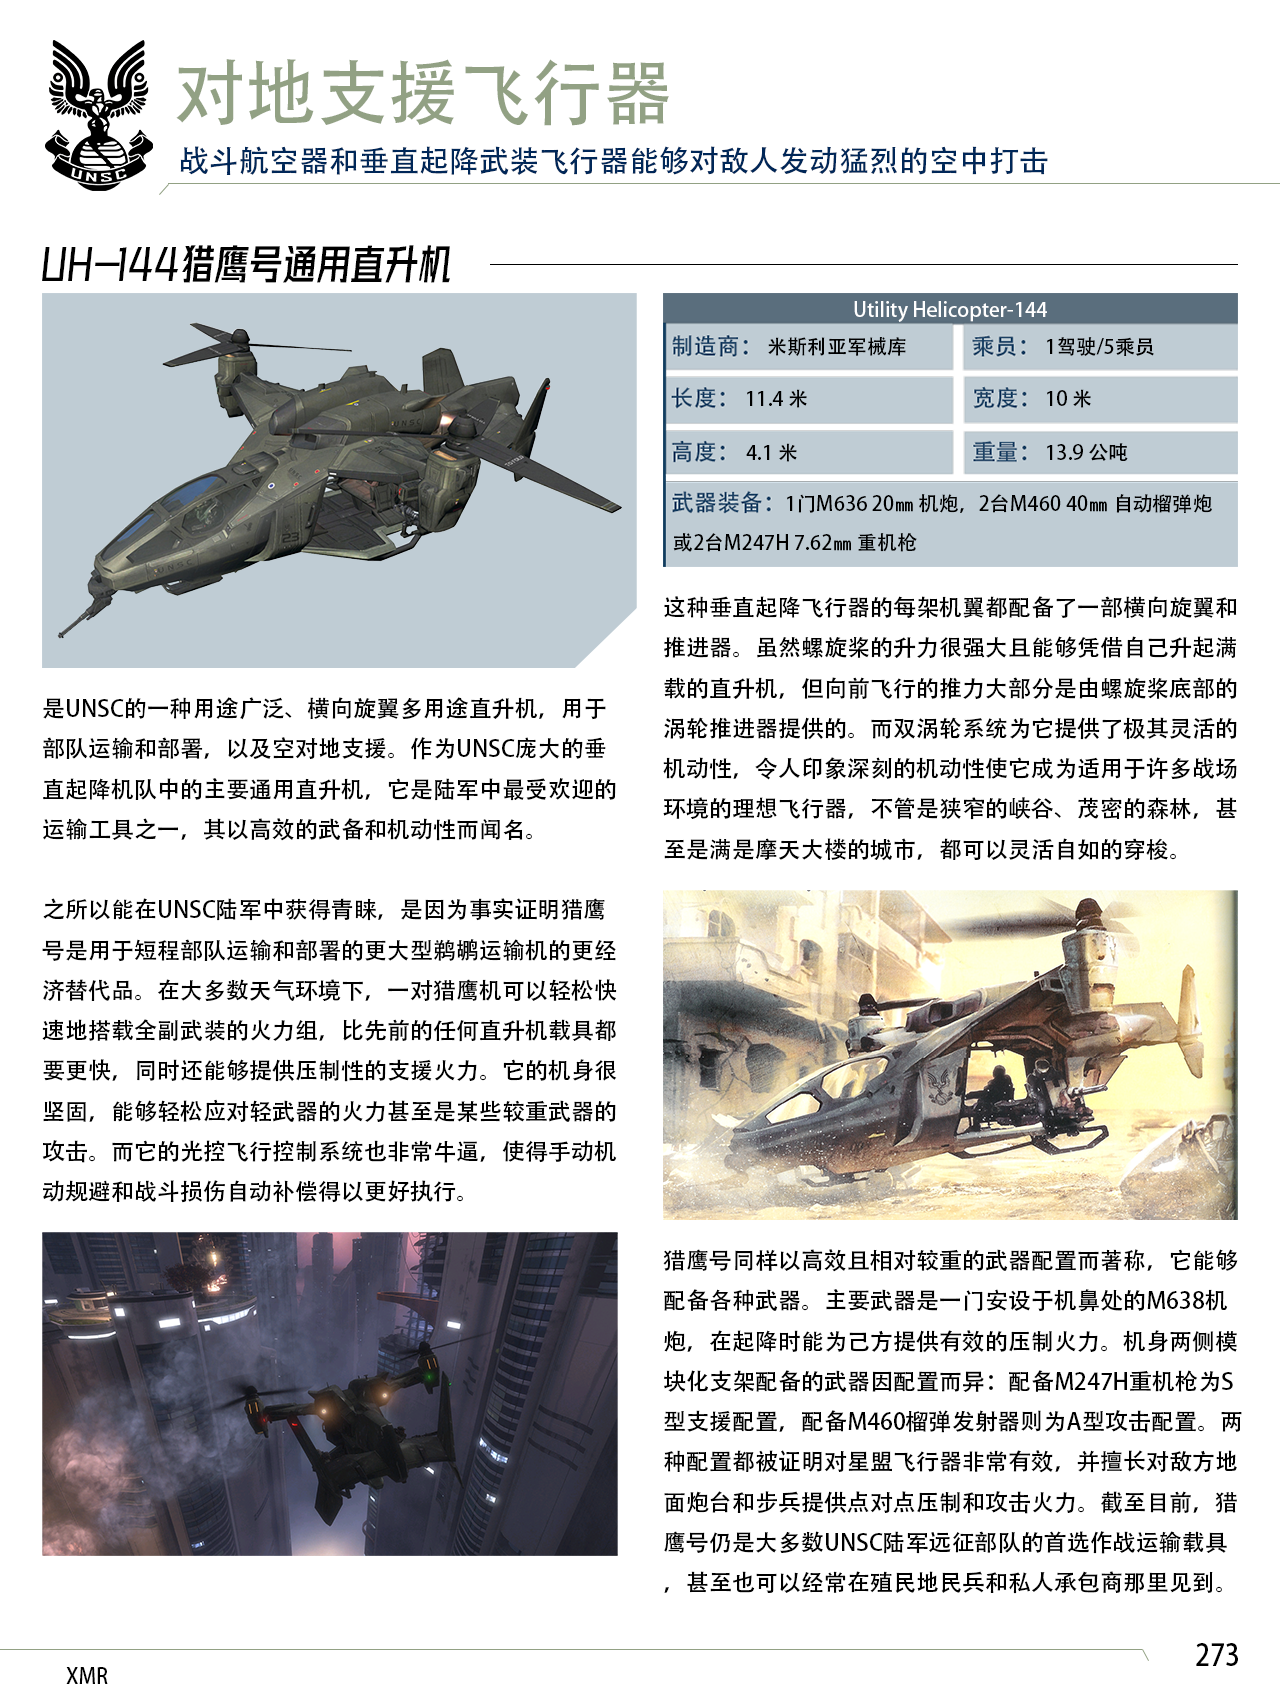 UNSC
对地支援飞行器
战斗航空器和垂直起降武装飞行器能够对敌人发动猛烈的空中打击
UH-144猎鹰号通用直升机
UNSC
23
UNSC
Utility Helicopter-144
制造商： 米斯利亚军械库
乘员： 1驾驶/5乘员
长度： 11.4 米
宽度： 10 米
高度： 4.1 米
重量： 13.9 公吨
武器装备：1门M636 20㎜ 机炮，2台M460 40㎜ 自动榴弹炮
或2台M247H 7.62㎜ 重机枪
是UNSC的一种用途广泛、横向旋翼多用途直升机，用于
部队运输和部署，以及空对地支援。作为UNSC庞大的垂
直起降机队中的主要通用直升机，它是陆军中最受欢迎的
运输工具之一，其以高效的武备和机动性而闻名。
之所以能在UNSC陆军中获得青睐，是因为事实证明猎鹰
号是用于短程部队运输和部署的更大型鹈鹕运输机的更经
济替代品。在大多数天气环境下，一对猎鹰机可以轻松快
速地搭载全副武装的火力组，比先前的任何直升机载具都
要更快，同时还能够提供压制性的支援火力。它的机身很
坚固，能够轻松应对轻武器的火力甚至是某些较重武器的
攻击。而它的光控飞行控制系统也非常牛逼，使得手动机
动规避和战斗损伤自动补偿得以更好执行。
这种垂直起降飞行器的每架机翼都配备了一部横向旋翼和
推进器。虽然螺旋桨的升力很强大且能够凭借自己升起满
载的直升机，但向前飞行的推力大部分是由螺旋桨底部的
涡轮推进器提供的。而双涡轮系统为它提供了极其灵活的
机动性，令人印象深刻的机动性使它成为适用于许多战场
环境的理想飞行器，不管是狭窄的峡谷、茂密的森林，甚
至是满是摩天大楼的城市，都可以灵活自如的穿梭。
猎鹰号同样以高效且相对较重的武器配置而著称，它能够
配备各种武器。主要武器是一门安设于机鼻处的M638机
炮，在起降时能为己方提供有效的压制火力。机身两侧模
块化支架配备的武器因配置而异：配备M247H重机枪为S
型支援配置，配备M460榴弹发射器则为A型攻击配置。两
种配置都被证明对星盟飞行器非常有效，并擅长对敌方地
面炮台和步兵提供点对点压制和攻击火力。截至目前，猎
鹰号仍是大多数UNSC陆军远征部队的首选作战运输载具
，甚至也可以经常在殖民地民兵和私人承包商那里见到。
273
XMR